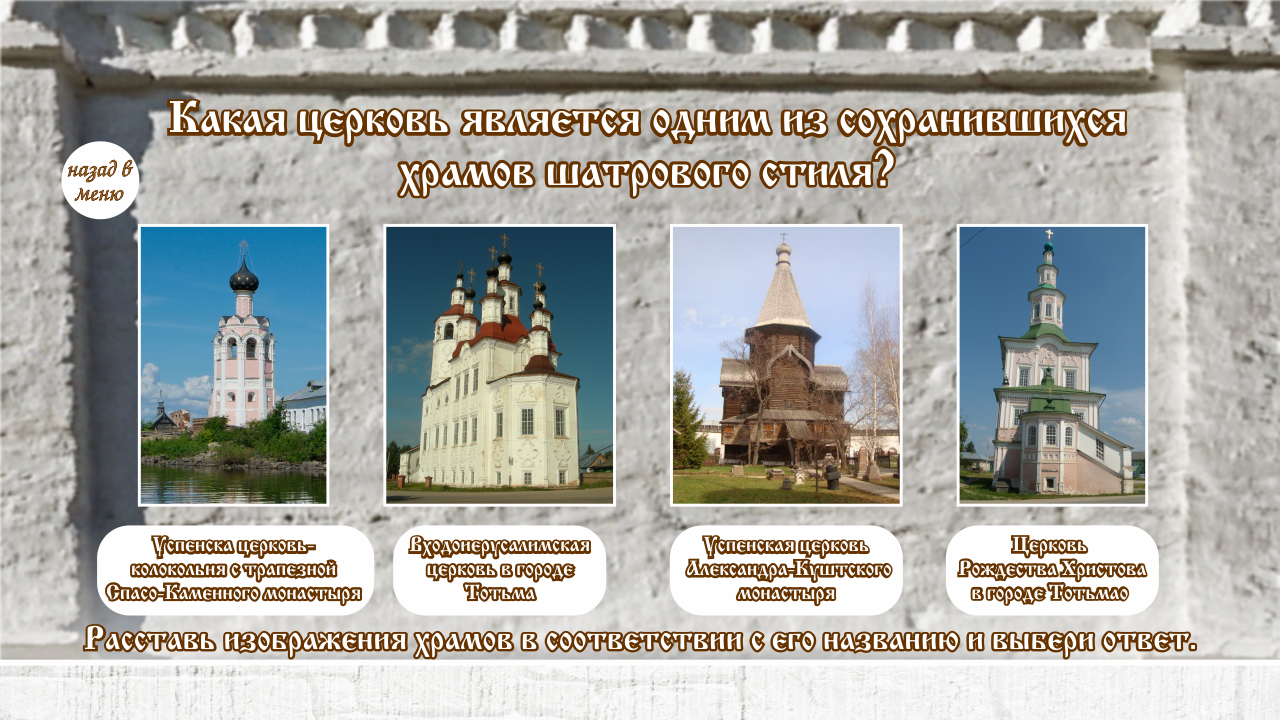 Какая церковь является одним из сохранившихся
храмов шатрового стиля?
назад в
меню
Успенска церковь-
колокольня с трапезной
Спасо-Каменного монастыря
Входоиерусалимская
церковь в городе
Тотьма
Успенская церковь
Александра-Куштского
монастыря
Церковь
Рождества Христова
в городе Тотьмао
Расставь изображения храмов в соответствии с его названию и выбери ответ.